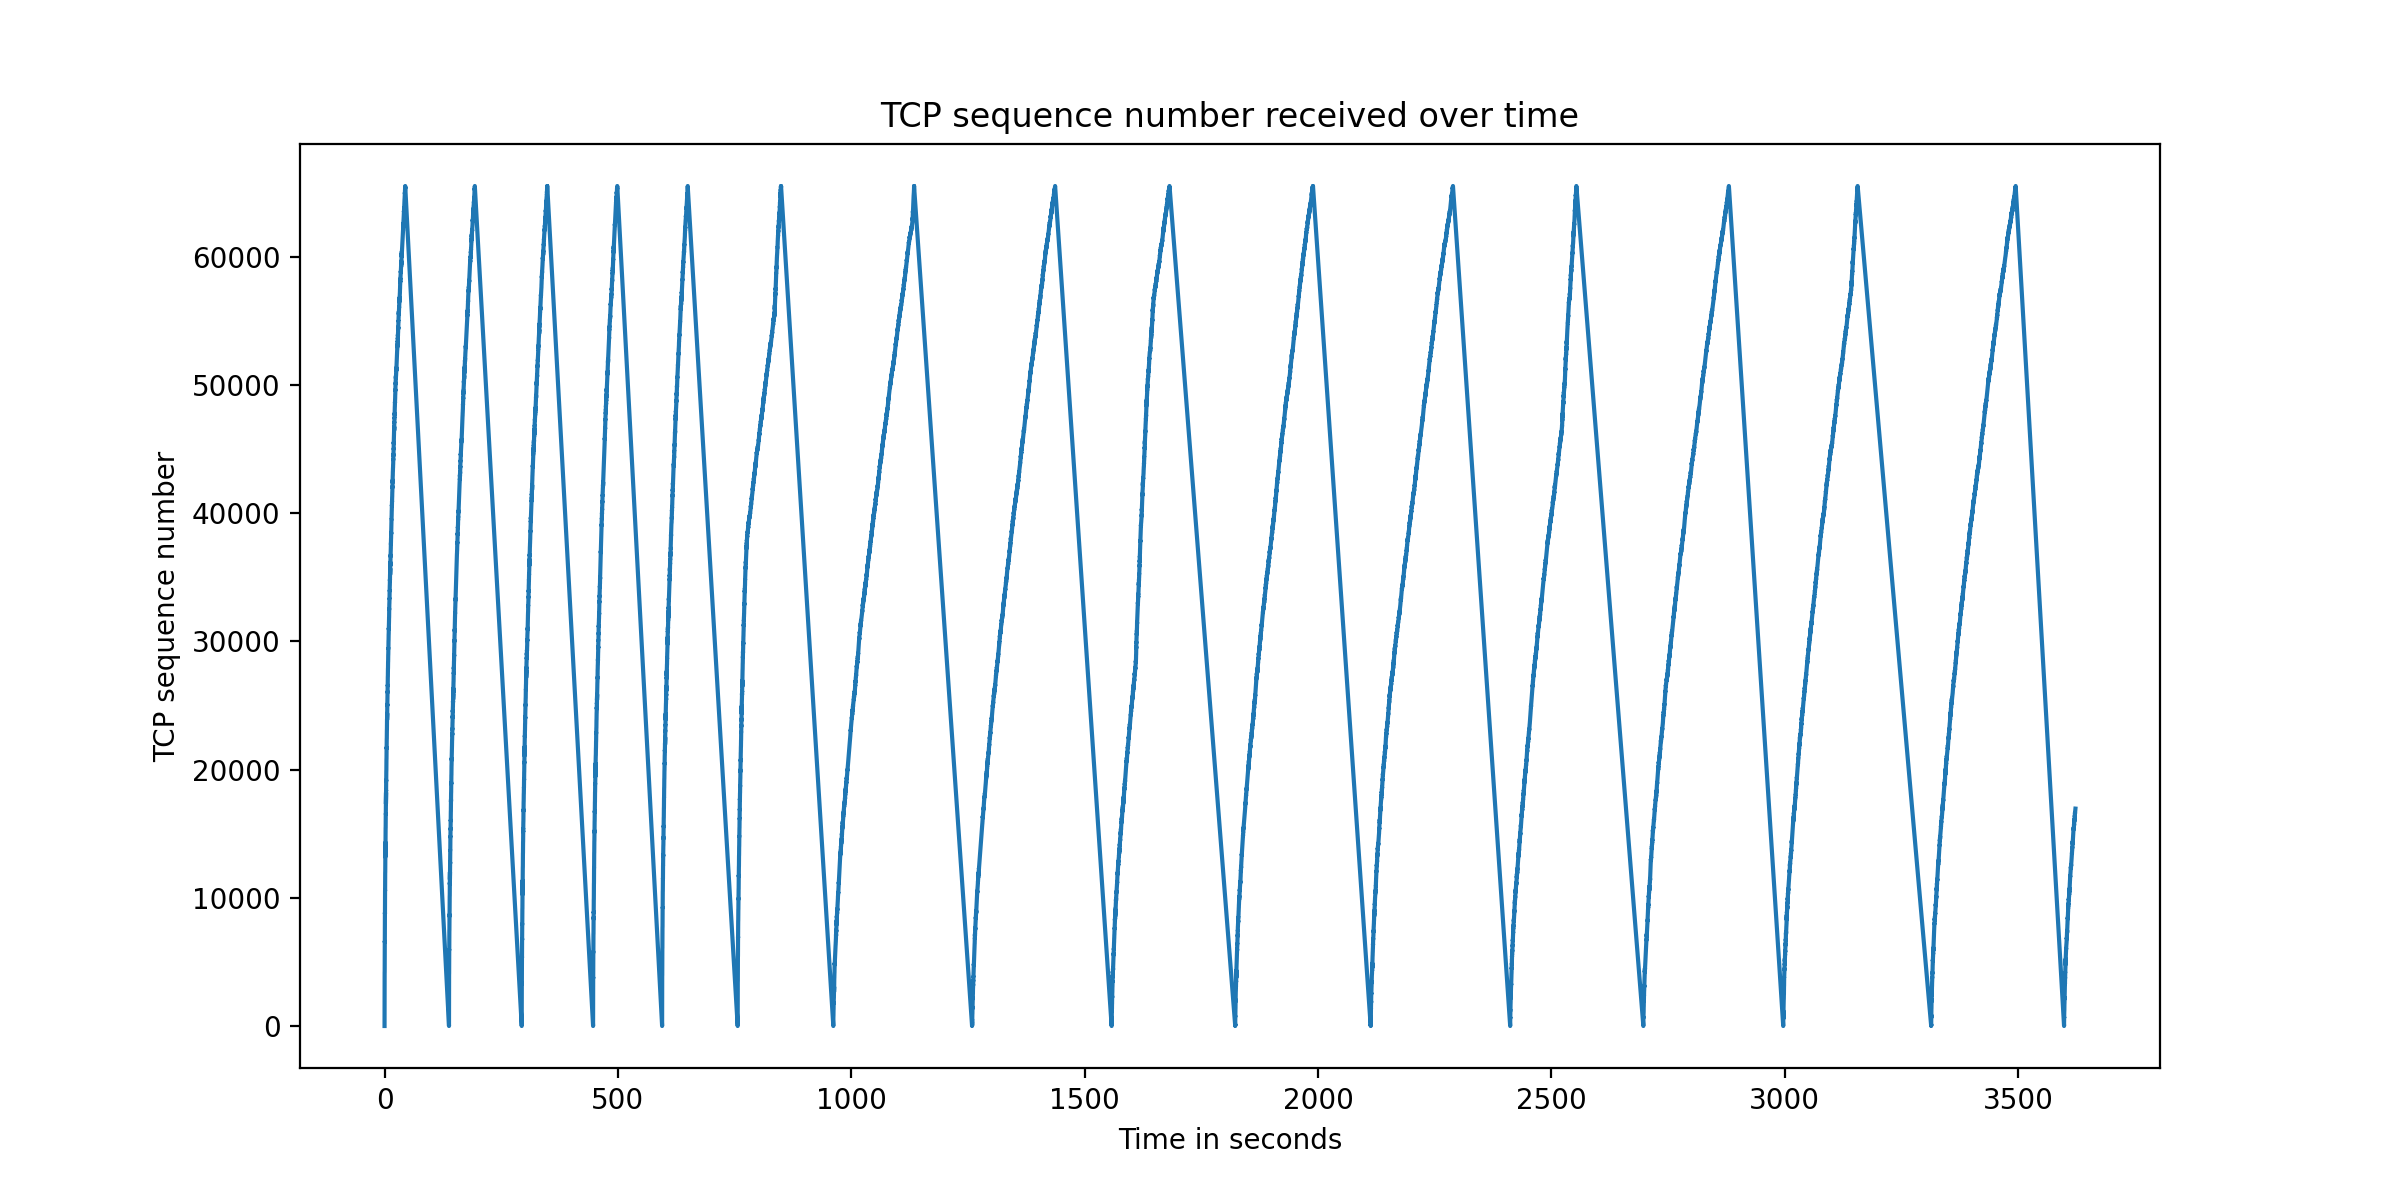 TCP sequence number received over time
TCP sequence number
60000
50000
40000
30000
20000
10000
0
0 500 1000 1500 2000 2500 3000 3500
Time in seconds